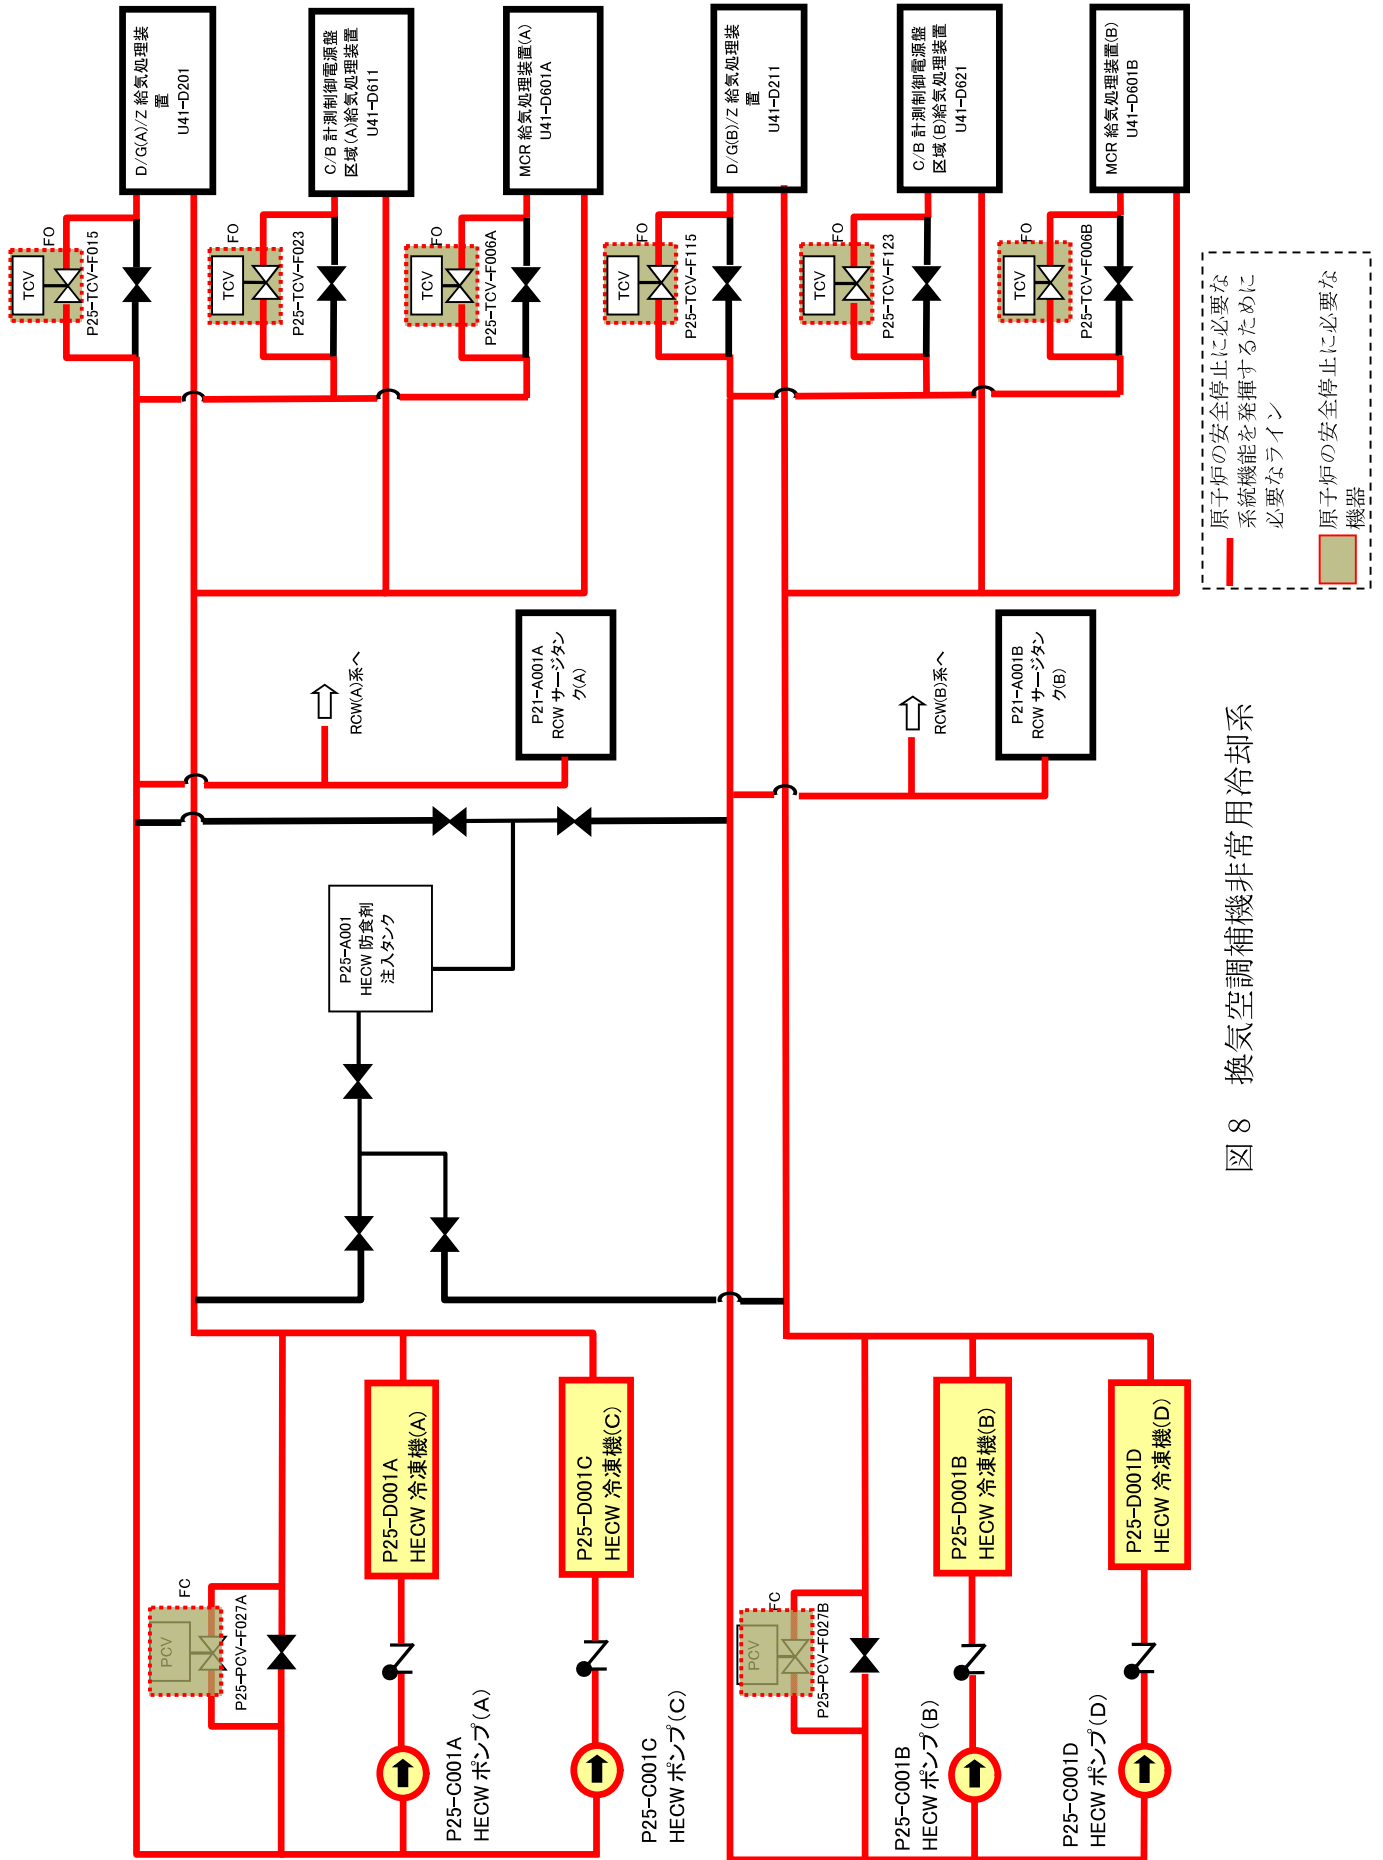 D/G(A)/Z 給気処理装
置
U41-D201
FO
TCV
P25-TCV-F015
C/B 計測制御電源盤
区域(A)給気処理装置
U41-D611
FO
TCV
P25-TCV-F023
MCR 給気処理装置(A)
U41-D601A
FO
TCV
P25-TCV-F006A
D/G(B)/Z 給気処理装
置
U41-D211
FO
TCV
P25-TCV-F115
C/B 計測制御電源盤
区域(B)給気処理装置
U41-D621
FO
TCV
P25-TCV-F123
MCR 給気処理装置(B)
U41-D601B
FO
TCV
P25-TCV-F006B
RCW(A)系へ
P21-A001A
RCW サージタン
ク(A)
RCW(B)系へ
P21-A001B
RCW サージタン
ク(B)
P25-A001
HECW 防食剤
注入タンク
FC
PCV
P25-PCV-F027A
P25-D001A
HECW 冷凍機(A)
P25-C001A
HECW ポンプ(A)
P25-D001C
HECW 冷凍機(C)
P25-C001C
HECW ポンプ(C)
FC
PCV
P25-PCV-F027B
P25-D001B
HECW 冷凍機(B)
P25-C001B
HECW ポンプ(B)
P25-D001D
HECW 冷凍機(D)
P25-C001D
HECW ポンプ(D)
原子炉の安全停止に必要な
系統機能を発揮するために
必要なライン
原子炉の安全停止に必要な
機器
図 8 換気空調補機非常用冷却系